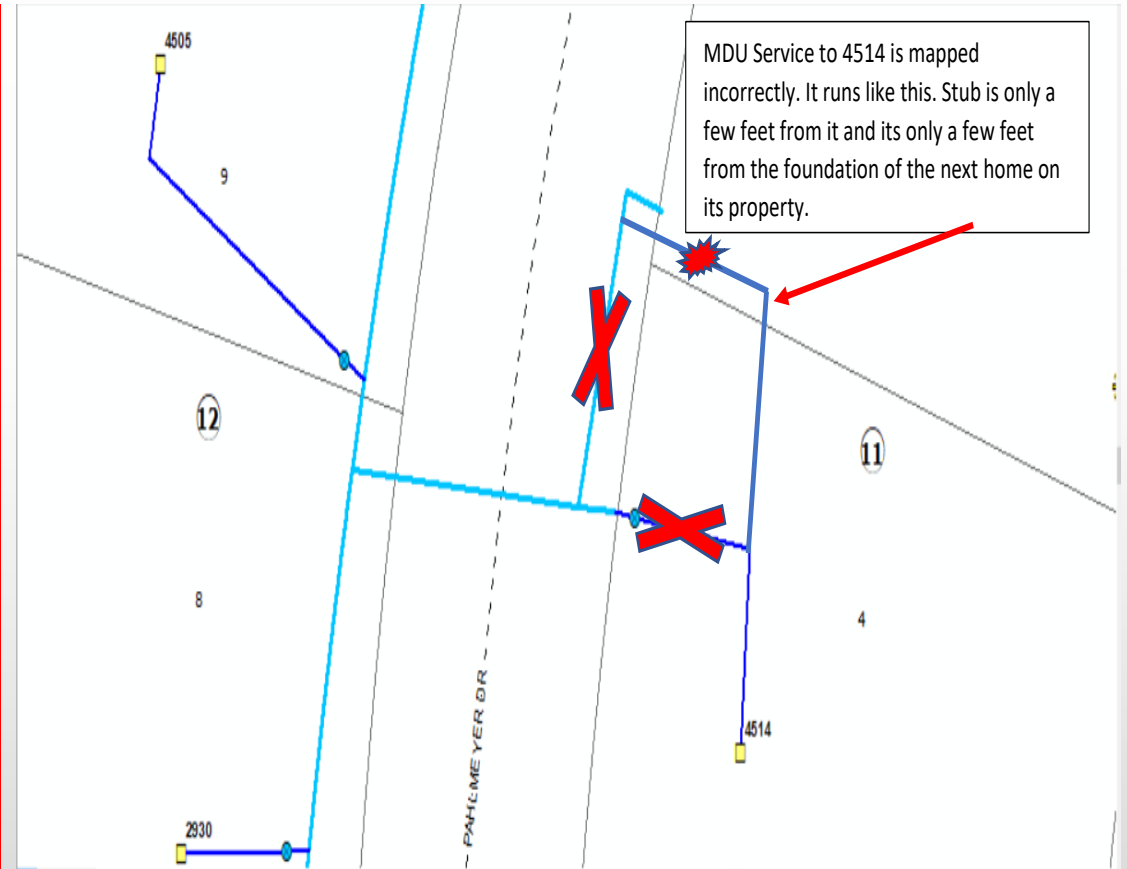 4505
MDU Service to 4514 is mapped
incorrectly. It runs like this. Stub is only a
few feet from it and its only a few feet
from the foundation of the next home on
its property.
9
12
11
8
4
PAHLMEYER DR
4514
2930